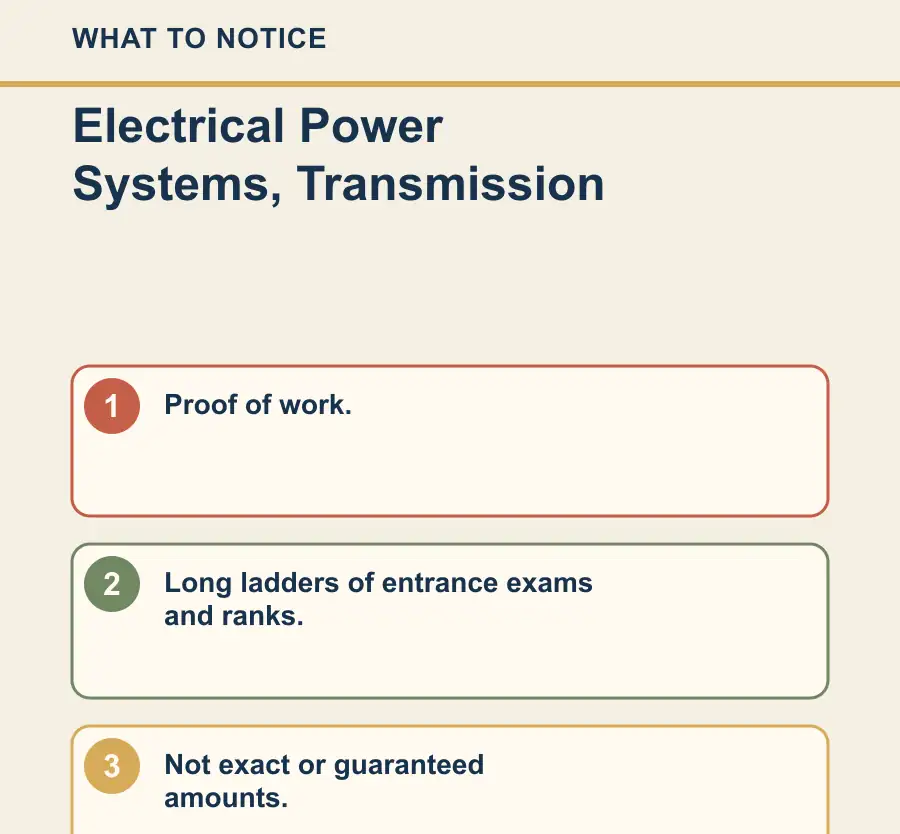 WHAT TO NOTICE
Electrical Power
Systems, Transmission
1
Proof of work.
2
Long ladders of entrance exams
and ranks.
3
Not exact or guaranteed
amounts.